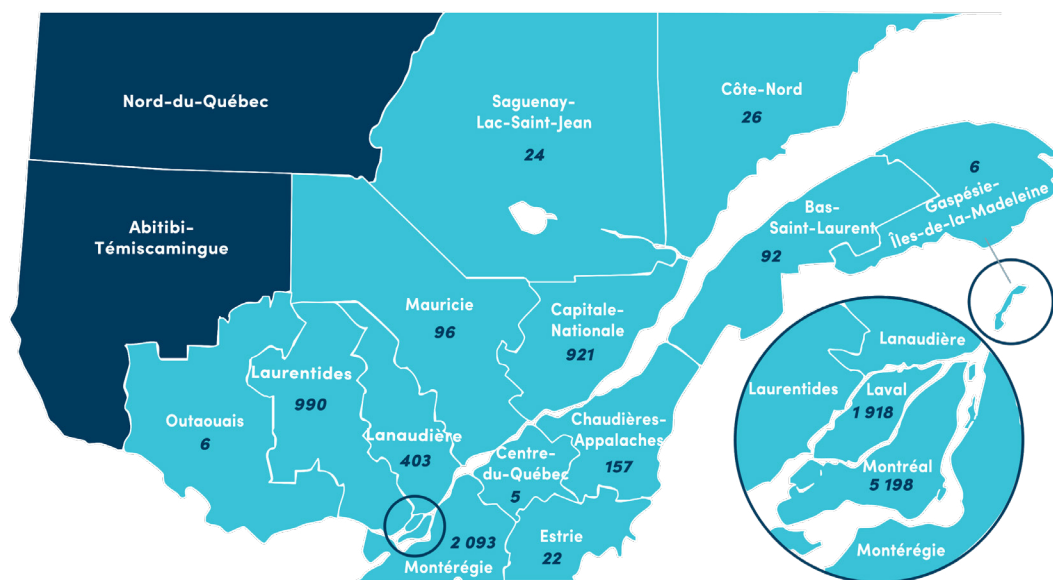 Nord-du-Québec
Saguenay-
Lac-Saint-Jean
24
Côte-Nord
26
6
Gaspésie-
Îles-de-la-Madeleine
Abitibi-
Témiscamingue
Bas-
Saint-Laurent
92
Mauricie
96
Capitale-
Nationale
921
Laurentides
990
Outaouais
6
Lanaudière
403
Chaudières-
Appalaches
157
Centre-
du-Québec
5
2 093
Montérégie
Estrie
22
Lanaudière
Laurentides
Laval
1 918
Montréal
5 198
Montérégie